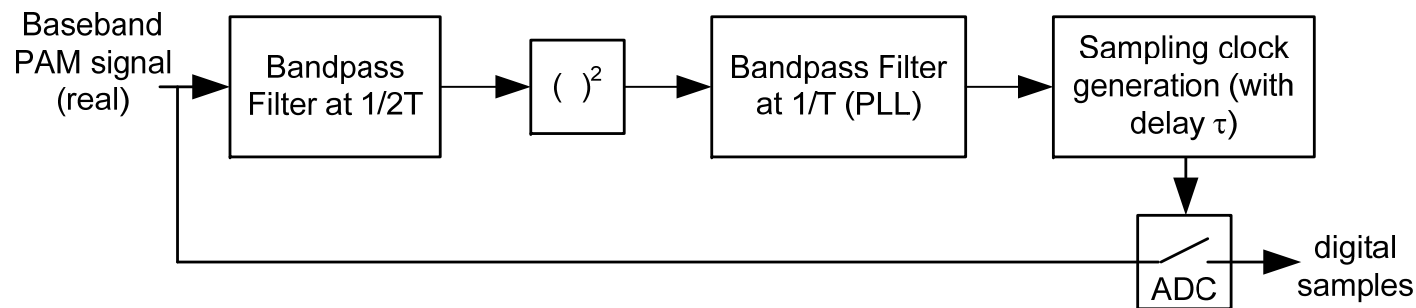 Baseband
PAM signal
(real)
Bandpass
Filter at 1/2T
( )²
Bandpass Filter
at 1/T (PLL)
Sampling clock
generation (with
delay τ)
ADC
digital
samples